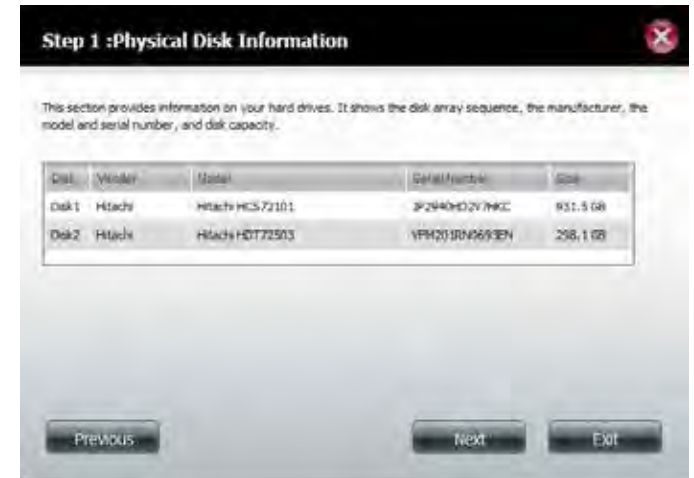 Step 1 :Physical Disk Information
This section provides information on your hard drives. It shows the disk array sequence, the manufacturer, the
model and serial number, and disk capacity.
Disk Vendor Model Serial Number Size
Disk1 Hitachi Hitachi 931.5 GB
Disk2 Hitachi Hitachi 298.1 GB
Previous Next Exit